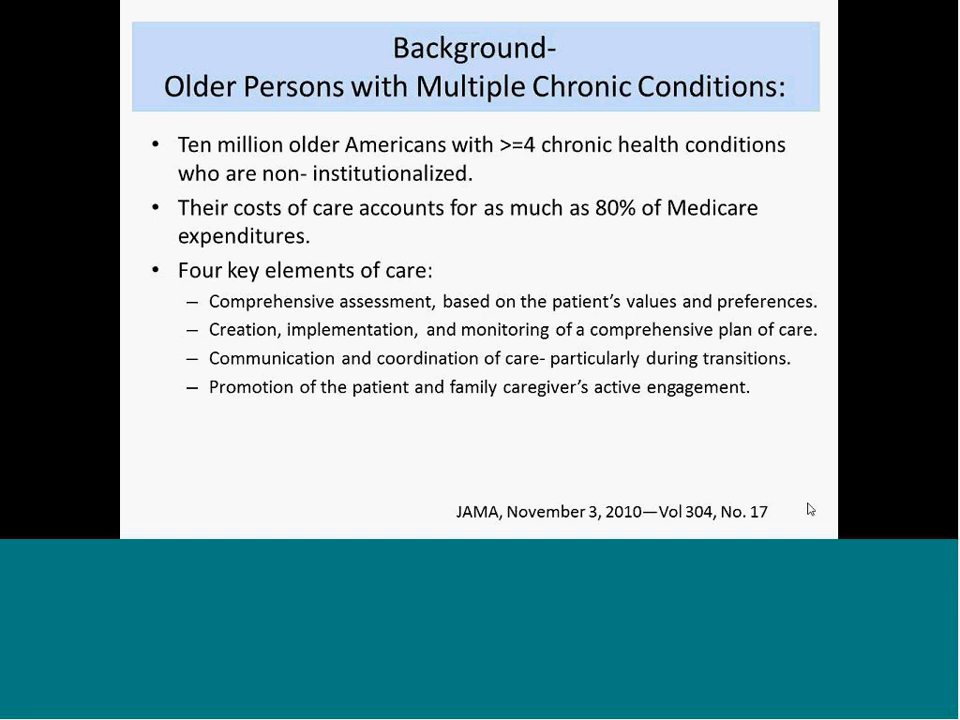 Background-
Older Persons with Multiple Chronic Conditions:
• Ten million older Americans with >=4 chronic health conditions
who are non- institutionalized.
• Their costs of care accounts for as much as 80% of Medicare
expenditures.
• Four key elements of care:
– Comprehensive assessment, based on the patient’s values and preferences.
– Creation, implementation, and monitoring of a comprehensive plan of care.
– Communication and coordination of care- particularly during transitions.
– Promotion of the patient and family caregiver’s active engagement.
JAMA, November 3, 2010—Vol 304, No. 17